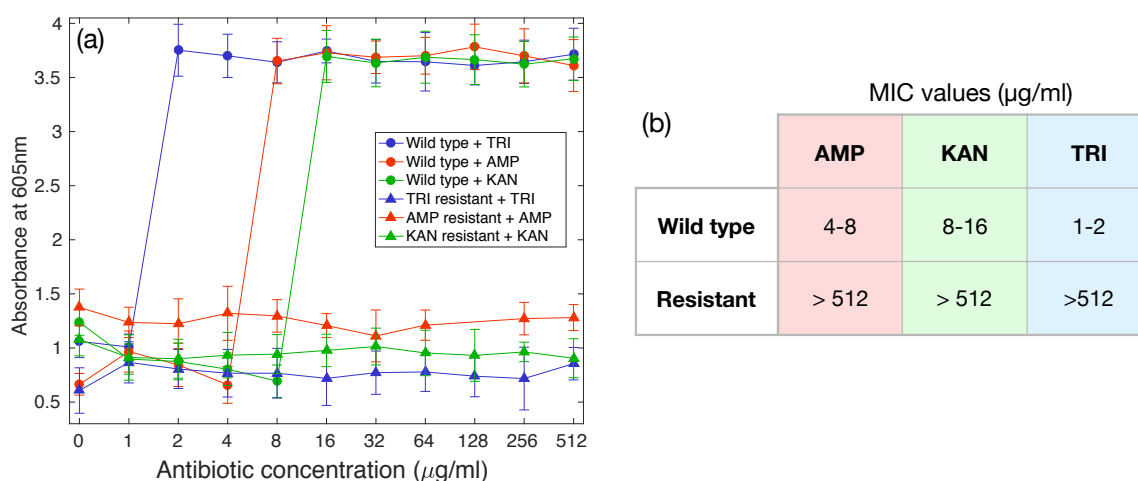 (a)
4
3.5
3
2.5
2
1.5
1
0.5
Absorbance at 605nm
Wild type + TRI
Wild type + AMP
Wild type + KAN
TRI resistant + TRI
AMP resistant + AMP
KAN resistant + KAN
0 1 2 4 8 16 32 64 128 256 512
Antibiotic concentration (μg/ml)
MIC values (μg/ml)
(b)
AMP KAN TRI
Wild type 4-8 8-16 1-2
Resistant > 512 > 512 >512